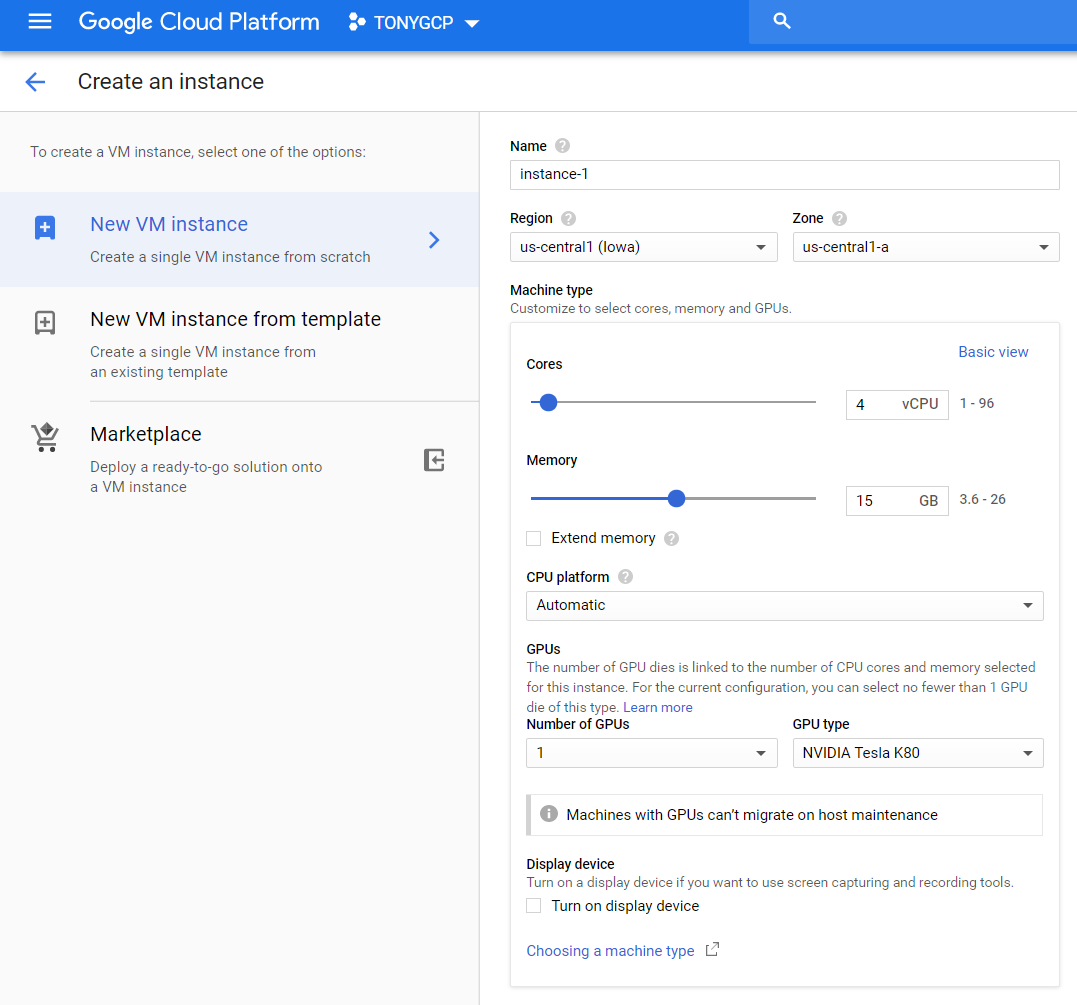 Google Cloud Platform TONYGCP
Create an instance
To create a VM instance, select one of the options:
New VM instance
Create a single VM instance from scratch
New VM instance from template
Create a single VM instance from
an existing template
Marketplace
Deploy a ready-to-go solution onto
a VM instance
Name
instance-1
Region Zone
us-central1 (Iowa) us-central1-a
Machine type
Customize to select cores, memory and GPUs.
Basic view
Cores
4 vCPU 1 - 96
Memory
15 GB 3.6 - 26
Extend memory
CPU platform
Automatic
GPUs
The number of GPU dies is linked to the number of CPU cores and memory selected
for this instance. For the current configuration, you can select no fewer than 1 GPU
die of this type. Learn more
Number of GPUs GPU type
1 NVIDIA Tesla K80
Machines with GPUs can't migrate on host maintenance
Display device
Turn on a display device if you want to use screen capturing and recording tools.
Turn on display device
Choosing a machine type